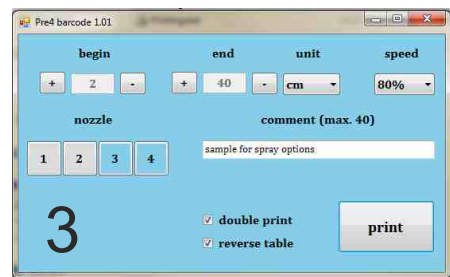 Pre4 barcode 1.01
begin end unit speed
+ 2 - + 40 - cm 80%
nozzle comment (max. 40)
sample for spray options
1 2 3 4
3
double print
print
reverse table